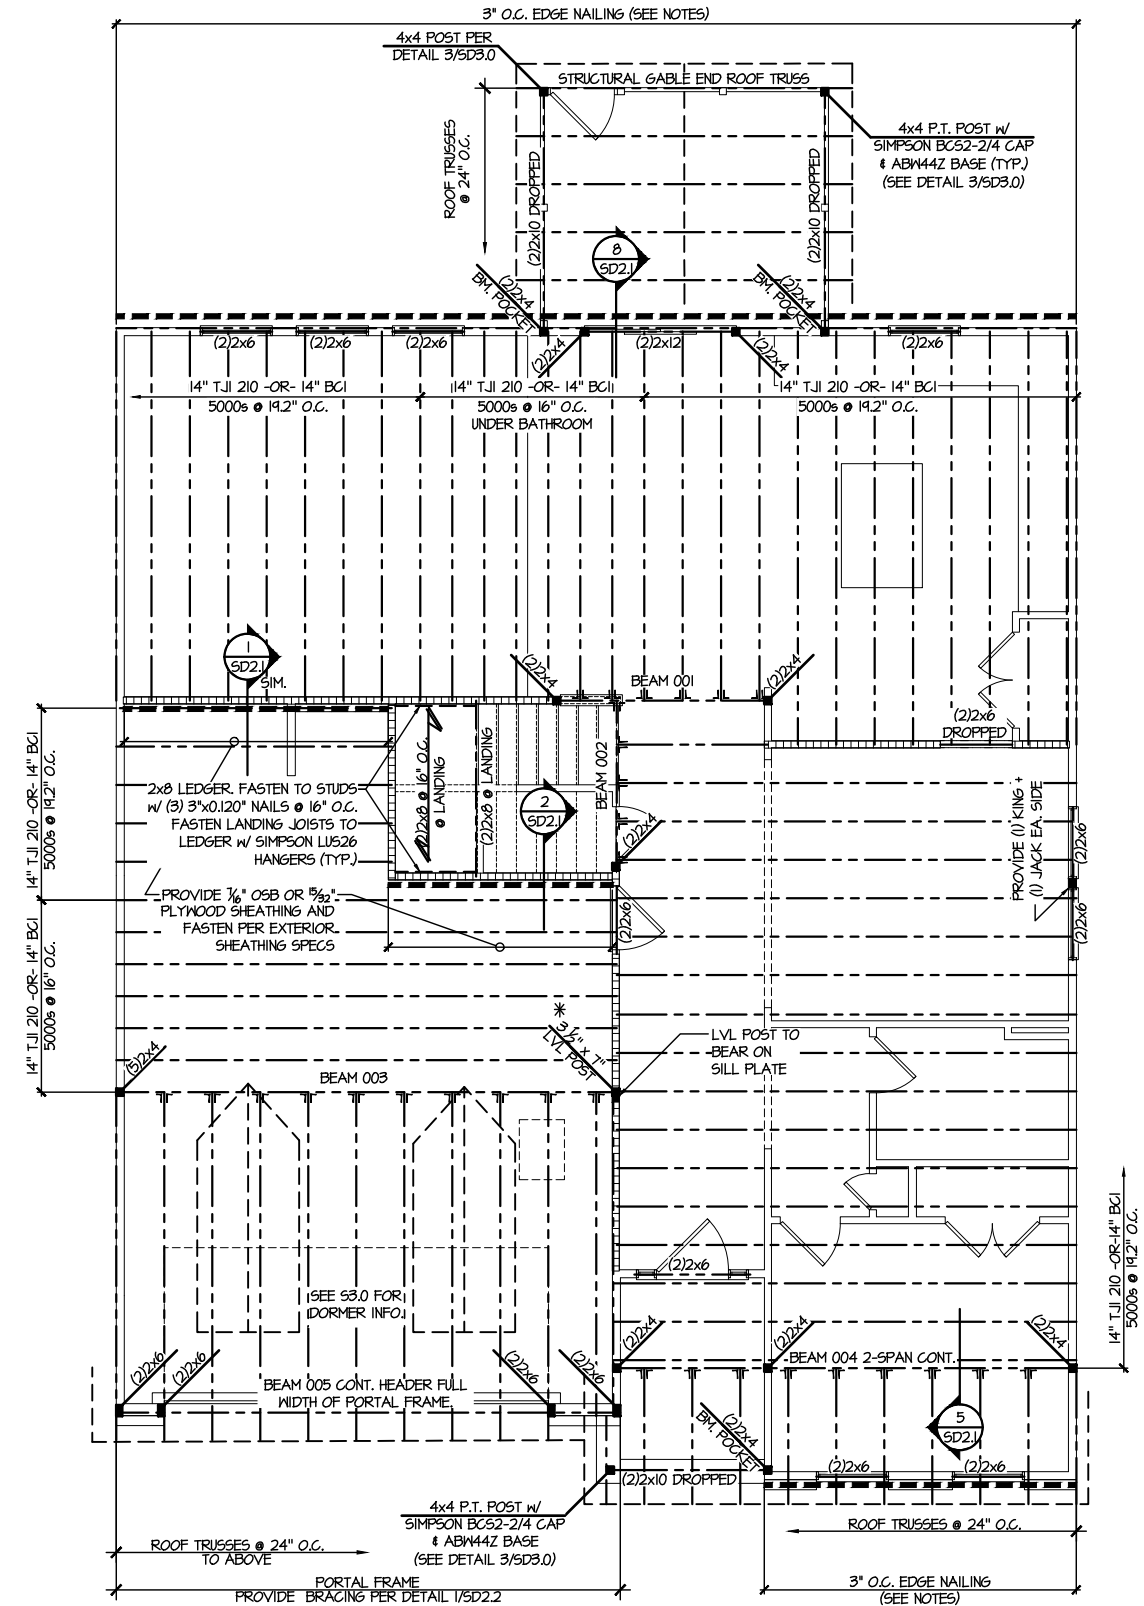 3" O.C. EDGE NAILING (SEE NOTES)
4x4 POST PER
DETAIL 3/SD3.0
STRUCTURAL GABLE END ROOF TRUSS
ROOF TRUSSES
@ 24" O.C.
4x4 P.T. POST W/
SIMPSON BCS2-2/4 CAP
& ABW44Z BASE (TYP.)
(SEE DETAIL 3/SD3.0)
(2)2x10 DROPPED
(2)2x10 DROPPED
8
SD2.1
(2)2x4
BM. POCKET
(2)2x4
BM. POCKET
(2)2x6
(2)2x6
(2)2x6
(2)2x4
(2)2x12
(2)2x4
(2)2x6
14" TJI 210 -OR- 14" BCI
5000s @ 19.2" O.C.
14" TJI 210 -OR- 14" BCI
5000s @ 16" O.C.
UNDER BATHROOM
14" TJI 210 -OR- 14" BCI
5000s @ 19.2" O.C.
1
SD2.1
SIM.
(2)2x4
BEAM 001
(2)2x4
(2)2x6
DROPPED
14" TJI 210 -OR- 14" BCI
5000s @ 19.2" O.C.
2x8 LEDGER. FASTEN TO STUDS
W/ (3) 3"x0.120" NAILS @ 16" O.C.
FASTEN LANDING JOISTS TO
LEDGER W/ SIMPSON LUS26
HANGERS (TYP.)
(2)2x8 @ 16" O.C.
@ LANDING
(2)2x8 @ LANDING
BEAM 002
2
SD2.1
(2)2x4
PROVIDE (1) KING +
(1) JACK EA. SIDE
(2)2x6
(2)2x6
PROVIDE 7/16" OSB OR 15/32"
PLYWOOD SHEATHING AND
FASTEN PER EXTERIOR
SHEATHING SPECS
(2)2x6
14" TJI 210 -OR- 14" BCI
5000s @ 16" O.C.
*
3 1/2" x 7"
LVL POST
LVL POST TO
BEAR ON
SILL PLATE
(5)2x4
BEAM 003
(2)2x6
14" TJI 210 -OR-14" BCI
5000s @ 19.2" O.C.
SEE S3.0 FOR
DORMER INFO.
(2)2x4
(2)2x4
(2)2x4
BEAM 004 2-SPAN CONT.
(2)2x6
(2)2x6
(2)2x6
(2)2x6
BEAM 005 CONT. HEADER FULL
WIDTH OF PORTAL FRAME.
(2)2x4
BM. POCKET
5
SD2.1
(2)2x6
(2)2x6
(2)2x10 DROPPED
4x4 P.T. POST W/
SIMPSON BCS2-2/4 CAP
& ABW44Z BASE
(SEE DETAIL 3/SD3.0)
ROOF TRUSSES @ 24" O.C.
ROOF TRUSSES @ 24" O.C.
TO ABOVE
PORTAL FRAME
PROVIDE BRACING PER DETAIL 1/SD2.2
3" O.C. EDGE NAILING
(SEE NOTES)